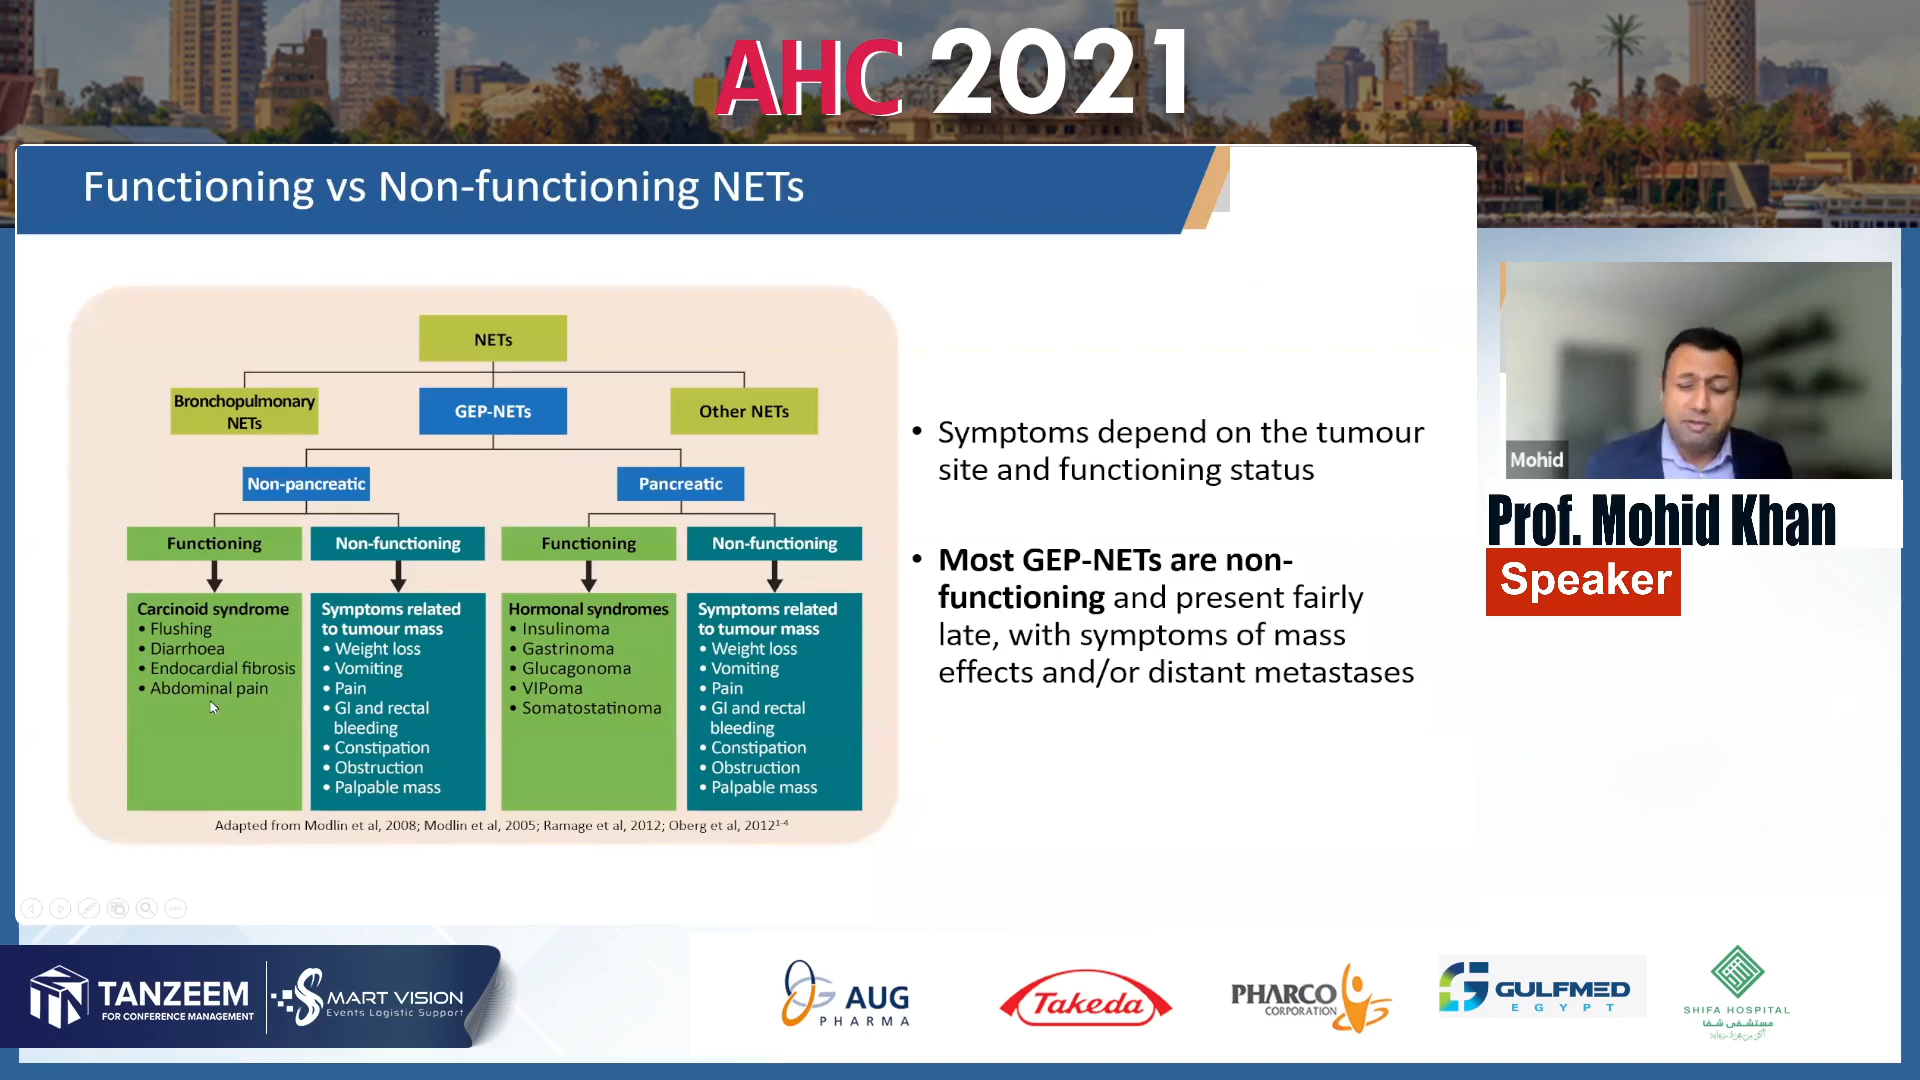 AHC 2021
Functioning vs Non-functioning NETs
NETs
Bronchopulmonary
NETs
GEP-NETs
Other NETs
Non-pancreatic
Pancreatic
Functioning
Non-functioning
Functioning
Non-functioning
Carcinoid syndrome
• Flushing
• Diarrhoea
• Endocardial fibrosis
• Abdominal pain
Symptoms related
to tumour mass
• Weight loss
• Vomiting
• Pain
• GI and rectal
bleeding
• Constipation
• Obstruction
• Palpable mass
Hormonal syndromes
• Insulinoma
• Gastrinoma
• Glucagonoma
• VIPoma
• Somatostatinoma
Symptoms related
to tumour mass
• Weight loss
• Vomiting
• Pain
• GI and rectal
bleeding
• Constipation
• Obstruction
• Palpable mass
Adapted from Modlin et al, 2008; Modlin et al, 2005; Ramage et al, 2012; Oberg et al, 2012¹⁻⁴
• Symptoms depend on the tumour
site and functioning status
• Most GEP-NETs are non-
functioning and present fairly
late, with symptoms of mass
effects and/or distant metastases
Mohid
Prof. Mohid Khan
Speaker
TANZEEM
FOR CONFERENCE MANAGEMENT
SMART VISION
Events Logistic Support
AUG
PHARMA
Takeda
PHARCO
CORPORATION
GULFMED
EGYPT
SHIFA HOSPITAL
مستشفى شفا